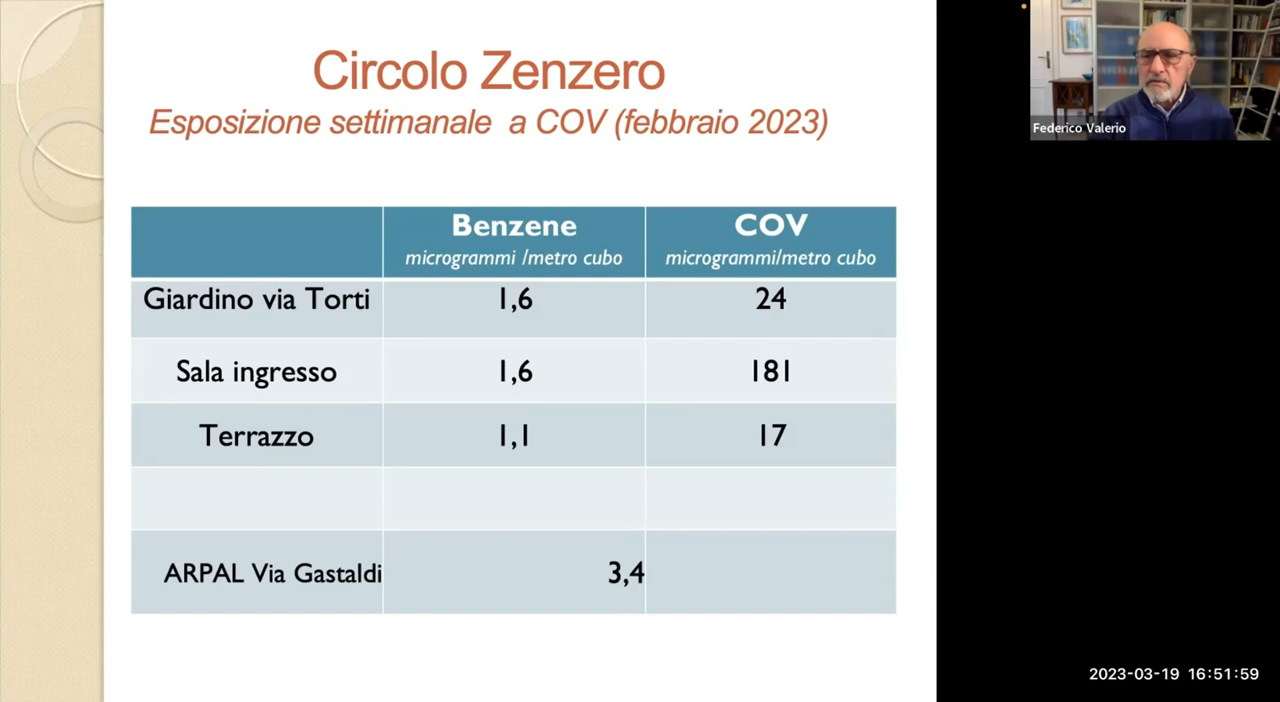 Circolo Zenzero
Esposizione settimanale a COV (febbraio 2023)
Benzene COV
microgrammi /metro cubo microgrammi/metro cubo
Giardino via Torti 1,6 24
Sala ingresso 1,6 181
Terrazzo 1,1 17
ARPAL Via Gastaldi 3,4
Federico Valerio
2023-03-19 16:51:59